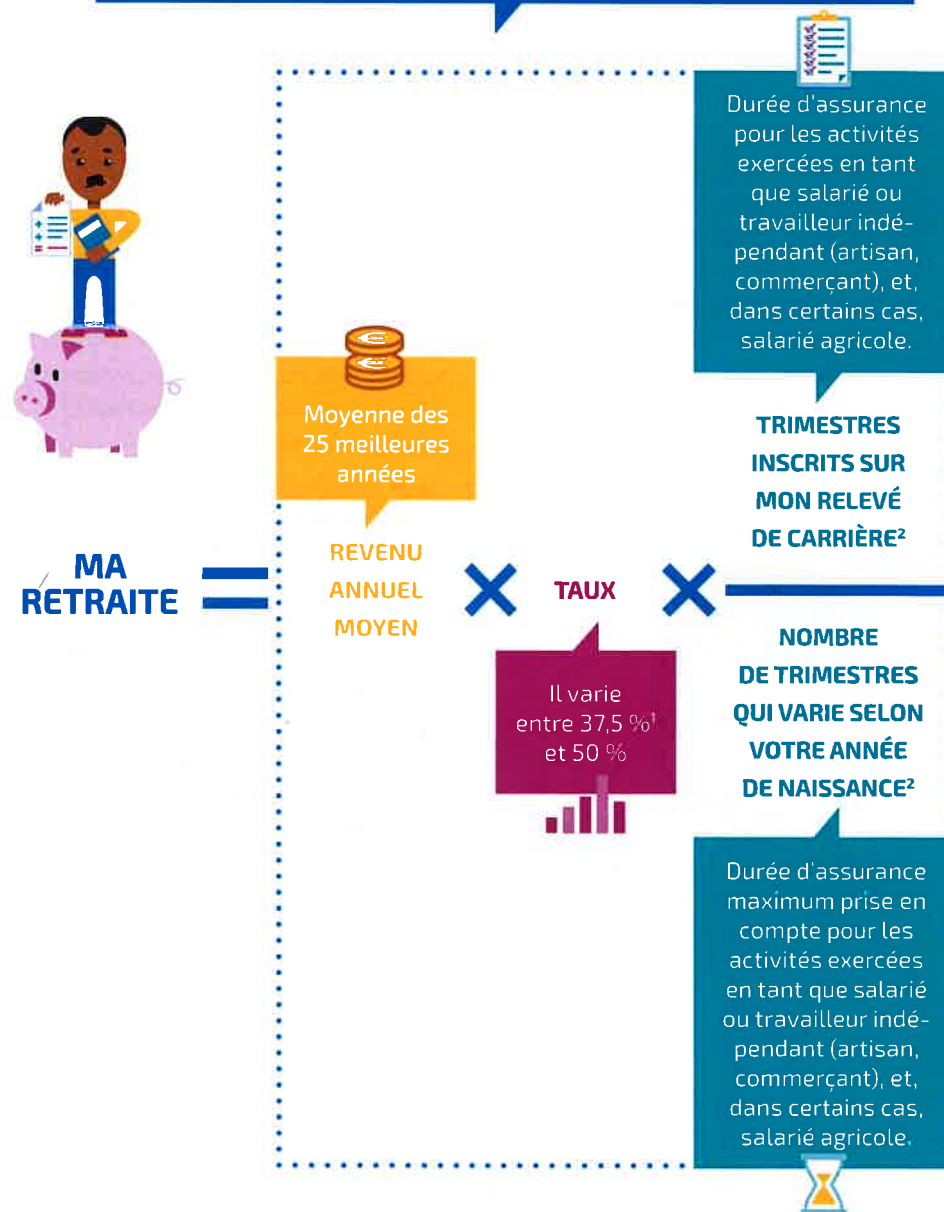 Durée d'assurance
pour les activités
exercées en tant
que salarié ou
travailleur indé-
pendant (artisan,
commerçant), et,
dans certains cas,
salarié agricole.
Moyenne des
25 meilleures
années
TRIMESTRES
INSCRITS SUR
MON RELEVÉ
DE CARRIÈRE²
MA
RETRAITE
=
REVENU
ANNUEL
MOYEN
×
TAUX
×
Il varie
entre 37,5 %¹
et 50 %
NOMBRE
DE TRIMESTRES
QUI VARIE SELON
VOTRE ANNÉE
DE NAISSANCE²
Durée d'assurance
maximum prise en
compte pour les
activités exercées
en tant que salarié
ou travailleur indé-
pendant (artisan,
commerçant), et,
dans certains cas,
salarié agricole.